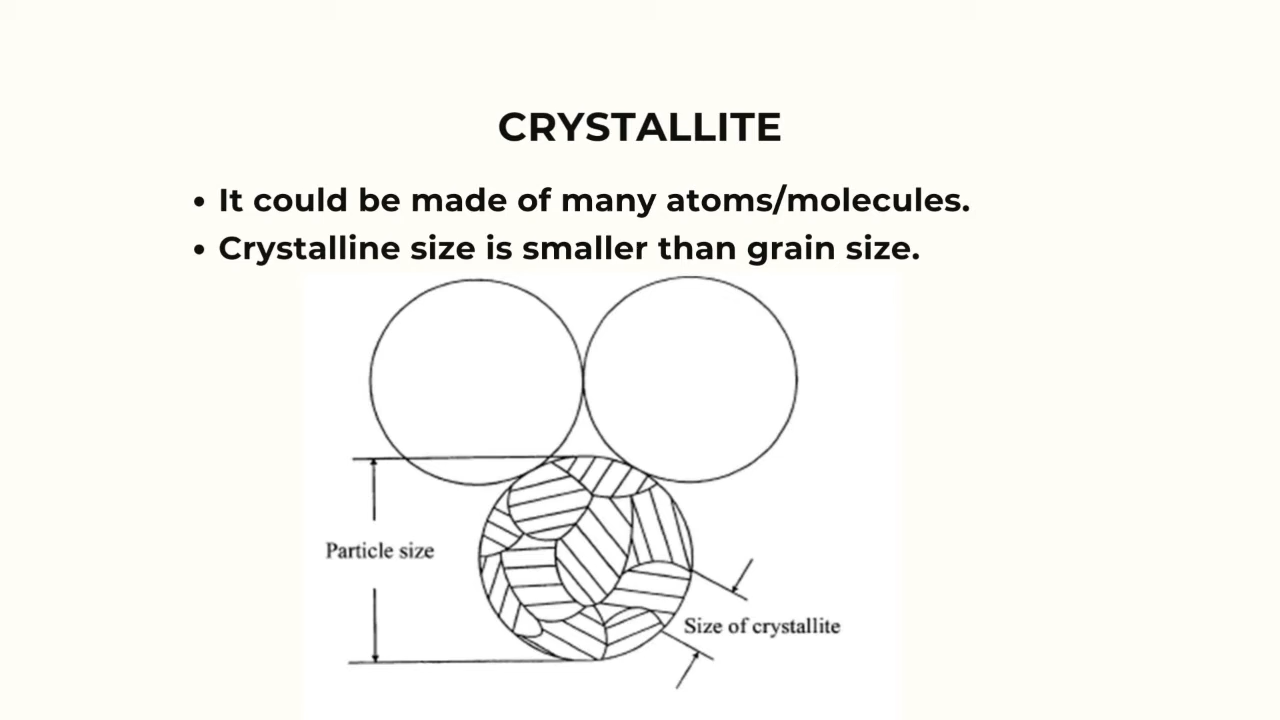 CRYSTALLITE
• It could be made of many atoms/molecules.
• Crystalline size is smaller than grain size.
Particle size
Size of crystallite